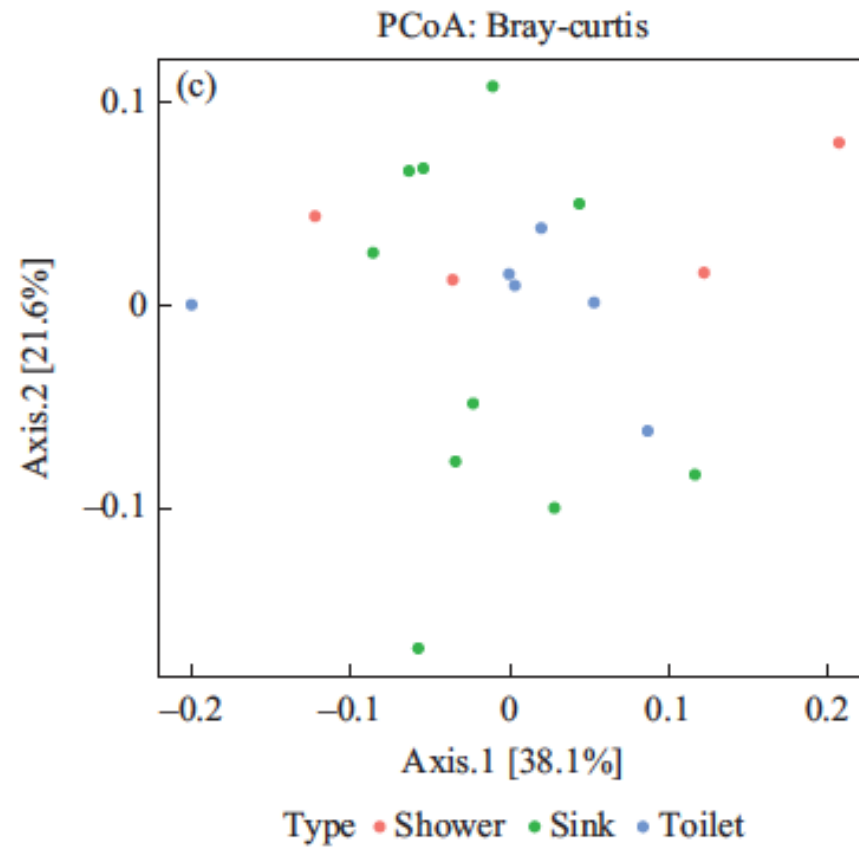 PCoA: Bray-curtis
(c)
0.1
0
–0.1
Axis.2 [21.6%]
–0.2 –0.1 0 0.1 0.2
Axis.1 [38.1%]
Type Shower Sink Toilet